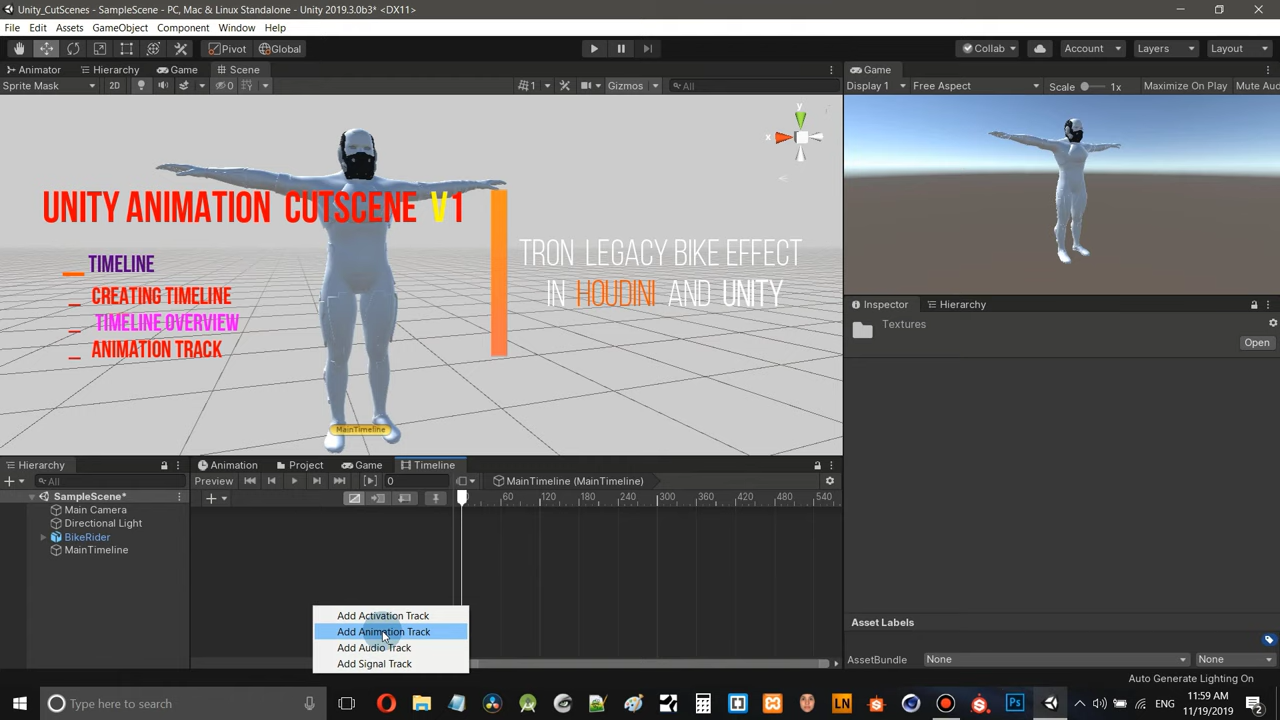 Unity_CutScenes - SampleScene - PC, Mac & Linux Standalone - Unity 2019.3.0b3* <DX11>
File Edit Assets GameObject Component Window Help
Pivot Global Collab Account Layers Layout
Animator Hierarchy Game Scene Game
Sprite Mask 2D 0 1 Gizmos All Display 1 Free Aspect Scale 1x Maximize On Play Mute Aud
y
x
UNITY ANIMATION CUTSCENE V1
TIMELINE
CREATING TIMELINE
TIMELINE OVERVIEW
ANIMATION TRACK
TRON LEGACY BIKE EFFECT
IN HOUDINI AND UNITY
MainTimeline
Inspector Hierarchy
Textures
Open
Hierarchy Animation Project Game Timeline
All Preview 0 MainTimeline (MainTimeline)
SampleScene*
60 120 180 240 300 360 420 480 540
Main Camera
Directional Light
BikeRider
MainTimeline
Add Activation Track
Add Animation Track
Add Audio Track
Add Signal Track
Asset Labels
AssetBundle None None
Auto Generate Lighting On
Type here to search
LN
Ps
ENG
11:59 AM
11/19/2019